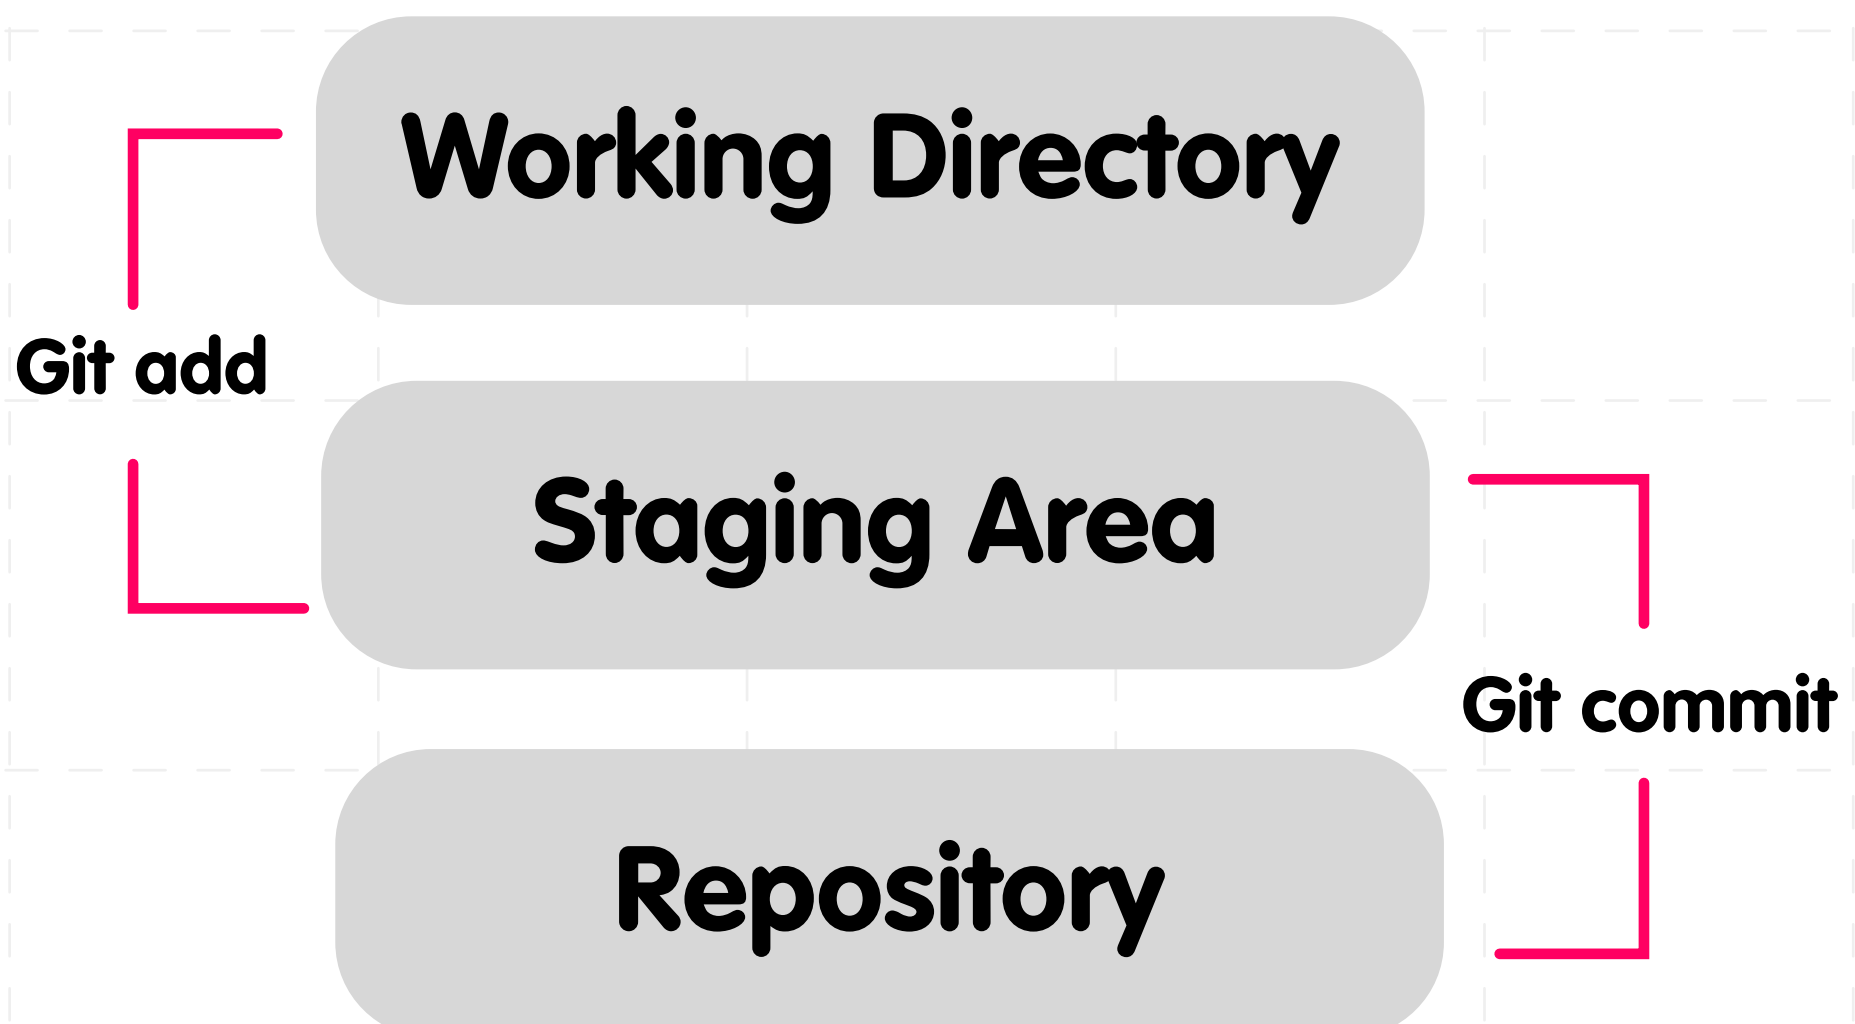 Working Directory
Git add
Staging Area
Git commit
Repository